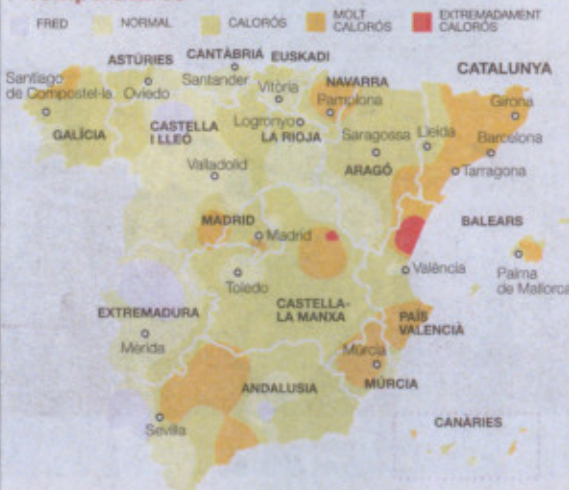 FRED
NORMAL
CALORÓS
MOLT
CALORÓS
EXTREMADAMENT
CALORÓS
ASTÚRIES
CANTÀBRIA
EUSKADI
CATALUNYA
Santiago
de Compostel·la
Oviedo
Santander
Vitòria
NAVARRA
Pamplona
Girona
GALÍCIA
CASTELLA
I LLEÓ
Logronyo
LA RIOJA
Saragossa
Lleida
Barcelona
Valladolid
ARAGÓ
Tarragona
MADRID
Madrid
BALEARS
Toledo
València
Palma
de Mallorca
EXTREMADURA
CASTELLA-
LA MANXA
PAÍS
VALENCIÀ
Mèrida
Múrcia
MÚRCIA
ANDALUSIA
Sevilla
CANÀRIES